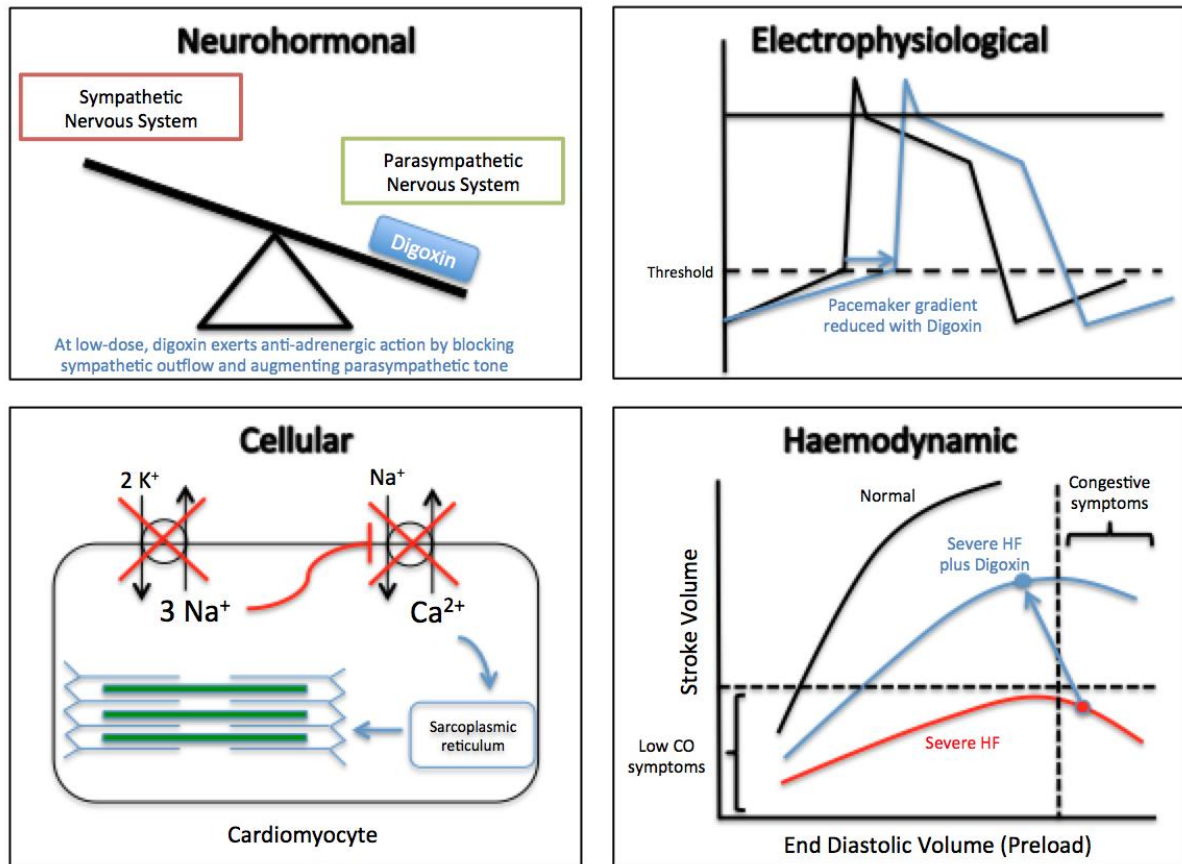 Neurohormonal
Sympathetic
Nervous System
Parasympathetic
Nervous System
Digoxin
At low-dose, digoxin exerts anti-adrenergic action by blocking
sympathetic outflow and augmenting parasympathetic tone
Electrophysiological
Threshold
Pacemaker gradient
reduced with Digoxin
Cellular
2 K⁺
Na⁺
3 Na⁺
Ca²⁺
Sarcoplasmic
reticulum
Cardiomyocyte
Haemodynamic
Normal
Congestive
symptoms
Severe HF
plus Digoxin
Stroke Volume
Low CO
symptoms
Severe HF
End Diastolic Volume (Preload)